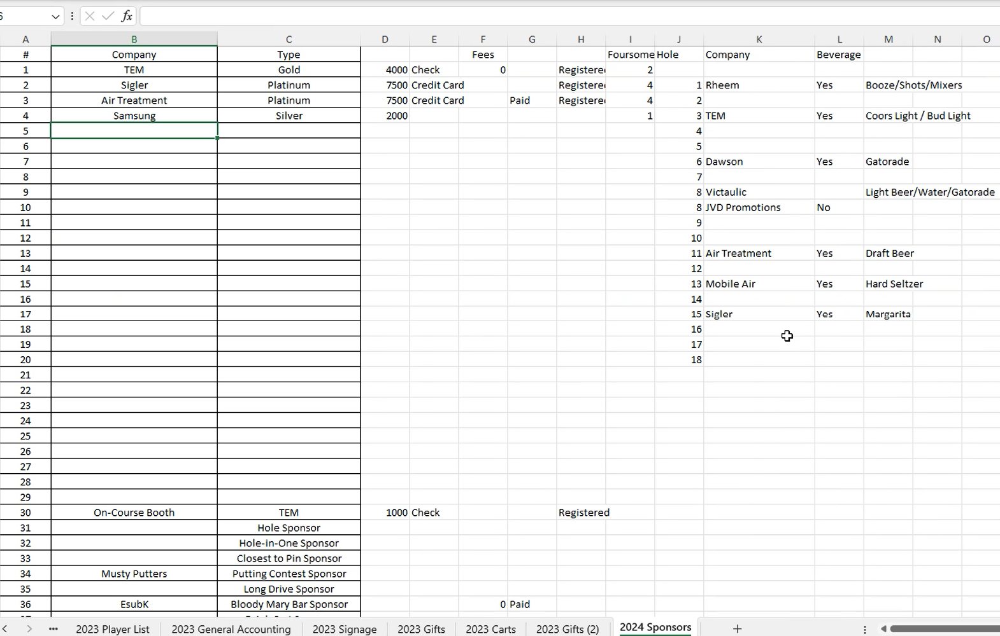 6
fx
A B C D E F G H I J K L M N O
# Company Type Fees Foursome Hole Company Beverage
1 TEM Gold 4000 Check 0 Registered 2
2 Sigler Platinum 7500 Credit Card Registered 4 1 Rheem Yes Booze/Shots/Mixers
3 Air Treatment Platinum 7500 Credit Card Paid Registered 4 2
4 Samsung Silver 2000 1 3 TEM Yes Coors Light / Bud Light
5 4
6 5
7 6 Dawson Yes Gatorade
8 7
9 8 Victaulic Light Beer/Water/Gatorade
10 8 JVD Promotions No
11 9
12 10
13 11 Air Treatment Yes Draft Beer
14 12
15 13 Mobile Air Yes Hard Seltzer
16 14
17 15 Sigler Yes Margarita
18 16
19 17
20 18
21
22
23
24
25
26
27
28
29
30 On-Course Booth TEM 1000 Check Registered
31 Hole Sponsor
32 Hole-in-One Sponsor
33 Closest to Pin Sponsor
34 Musty Putters Putting Contest Sponsor
35 Long Drive Sponsor
36 EsubK Bloody Mary Bar Sponsor 0 Paid
2023 Player List 2023 General Accounting 2023 Signage 2023 Gifts 2023 Carts 2023 Gifts (2) 2024 Sponsors